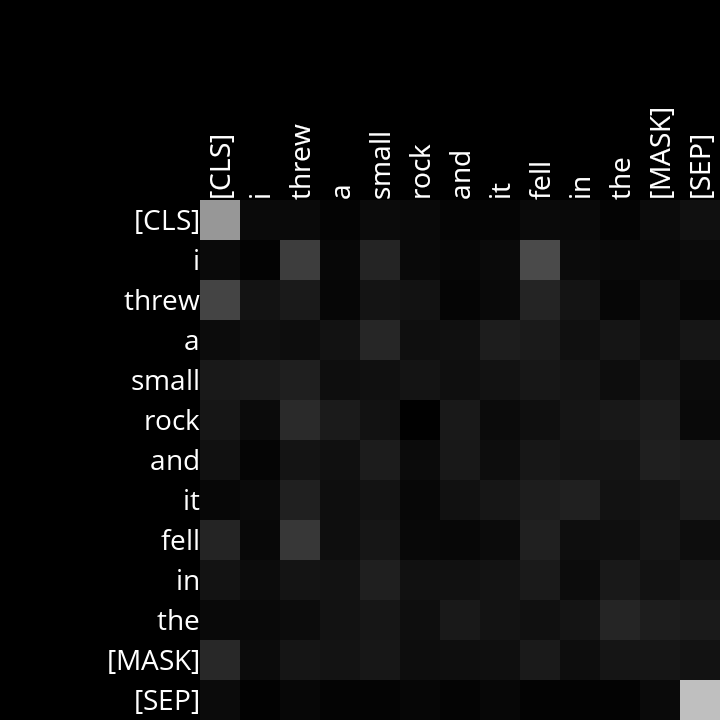 [CLS] i threw a small rock and it fell in the [MASK] [SEP]
[CLS]
i
threw
a
small
rock
and
it
fell
in
the
[MASK]
[SEP]